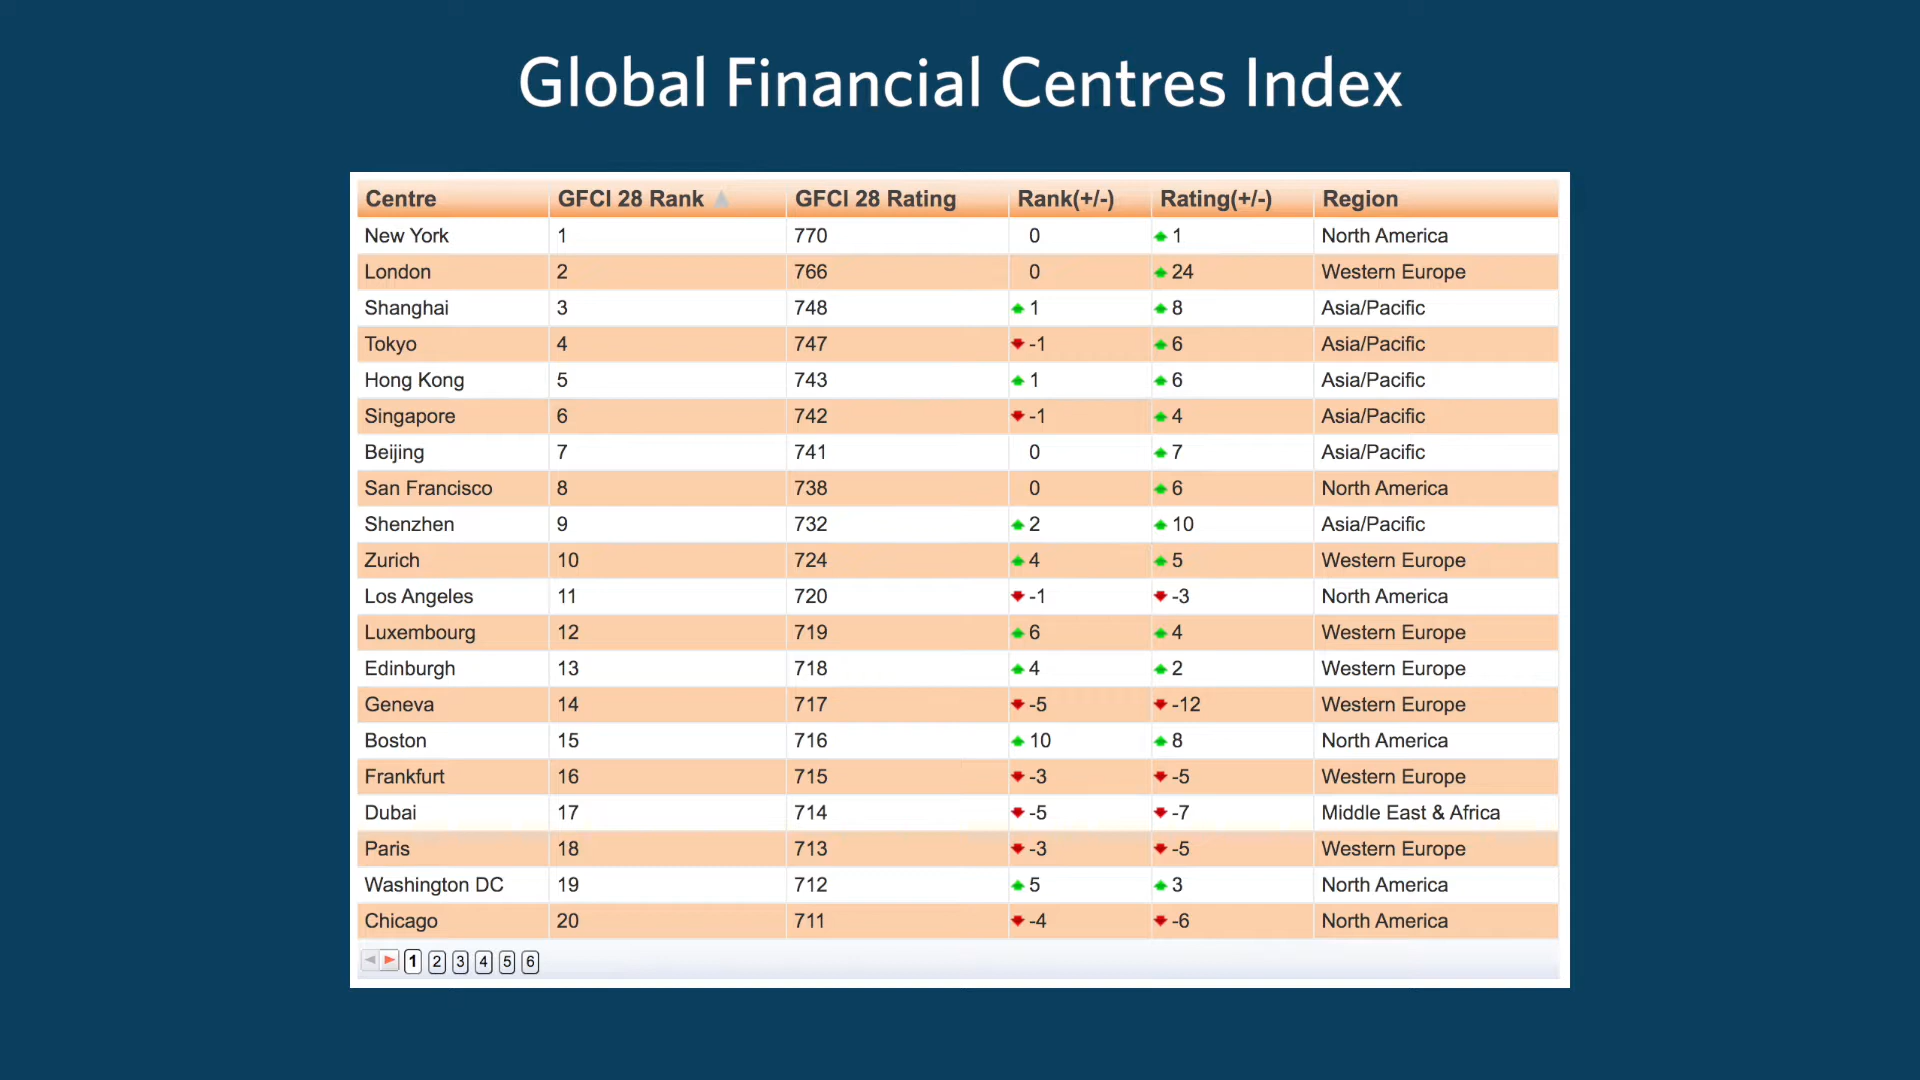 Global Financial Centres Index
Centre GFCI 28 Rank GFCI 28 Rating Rank(+/-) Rating(+/-) Region
New York 1 770 0 1 North America
London 2 766 0 24 Western Europe
Shanghai 3 748 1 8 Asia/Pacific
Tokyo 4 747 -1 6 Asia/Pacific
Hong Kong 5 743 1 6 Asia/Pacific
Singapore 6 742 -1 4 Asia/Pacific
Beijing 7 741 0 7 Asia/Pacific
San Francisco 8 738 0 6 North America
Shenzhen 9 732 2 10 Asia/Pacific
Zurich 10 724 4 5 Western Europe
Los Angeles 11 720 -1 -3 North America
Luxembourg 12 719 6 4 Western Europe
Edinburgh 13 718 4 2 Western Europe
Geneva 14 717 -5 -12 Western Europe
Boston 15 716 10 8 North America
Frankfurt 16 715 -3 -5 Western Europe
Dubai 17 714 -5 -7 Middle East & Africa
Paris 18 713 -3 -5 Western Europe
Washington DC 19 712 5 3 North America
Chicago 20 711 -4 -6 North America
1 2 3 4 5 6